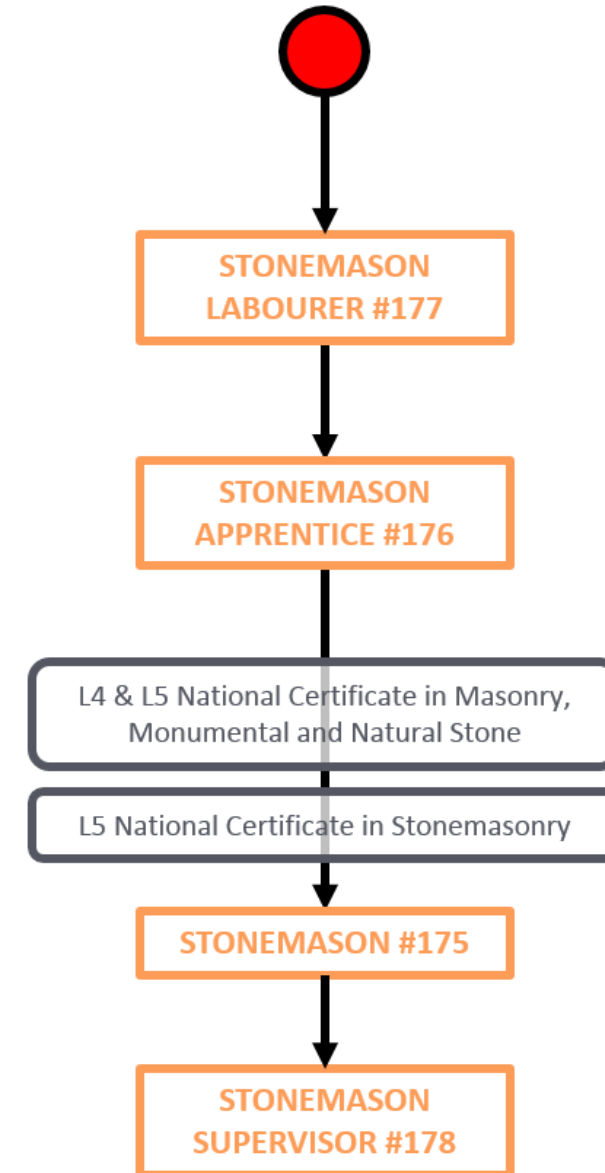 STONEMASON
LABOURER #177
STONEMASON
APPRENTICE #176
L4 & L5 National Certificate in Masonry,
Monumental and Natural Stone
L5 National Certificate in Stonemasonry
STONEMASON #175
STONEMASON
SUPERVISOR #178